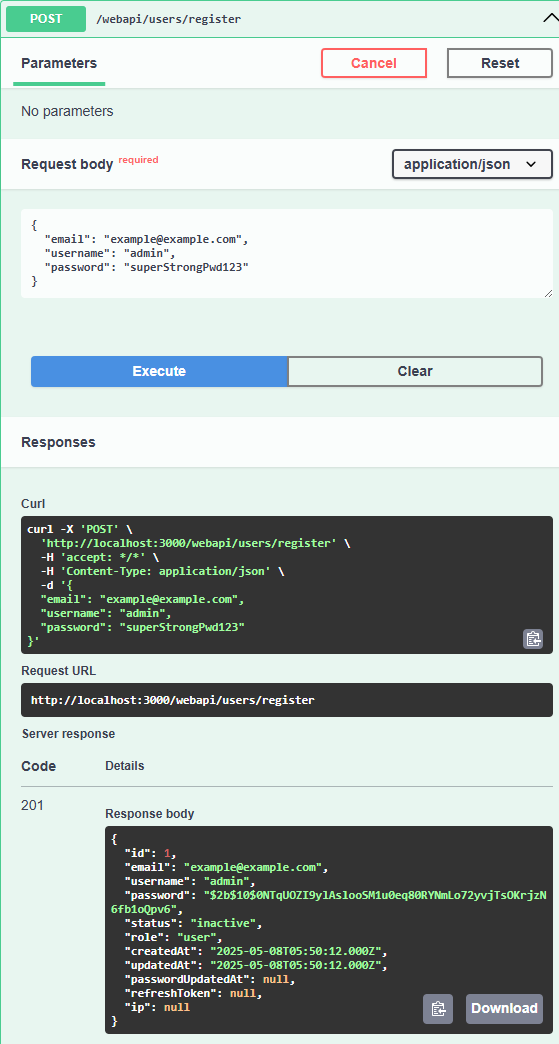 POST /webapi/users/register
Parameters
Cancel
Reset
No parameters
Request body required
application/json
{
  "email": "example@example.com",
  "username": "admin",
  "password": "superStrongPwd123"
}
Execute
Clear
Responses
Curl
curl -X 'POST' \
  'http://localhost:3000/webapi/users/register' \
  -H 'accept: */*' \
  -H 'Content-Type: application/json' \
  -d '{
  "email": "example@example.com",
  "username": "admin",
  "password": "superStrongPwd123"
}'
Request URL
http://localhost:3000/webapi/users/register
Server response
Code
Details
201
Response body
{
  "id": 1,
  "email": "example@example.com",
  "username": "admin",
  "password": "$2b$10$0NTqUOZI9ylAslooSM1u0eq80RYNmLo72yvjTsOKrjzN
6fb1oQpv6",
  "status": "inactive",
  "role": "user",
  "createdAt": "2025-05-08T05:50:12.000Z",
  "updatedAt": "2025-05-08T05:50:12.000Z",
  "passwordUpdatedAt": null,
  "refreshToken": null,
  "ip": null
}
Download